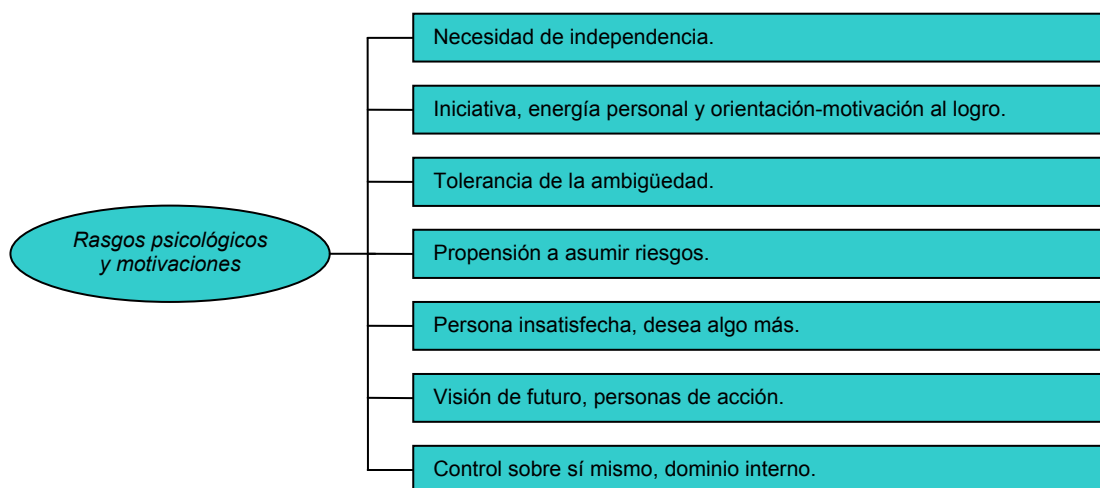 Necesidad de independencia.
Iniciativa, energía personal y orientación-motivación al logro.
Tolerancia de la ambigüedad.
Rasgos psicológicos
y motivaciones
Propensión a asumir riesgos.
Persona insatisfecha, desea algo más.
Visión de futuro, personas de acción.
Control sobre sí mismo, dominio interno.